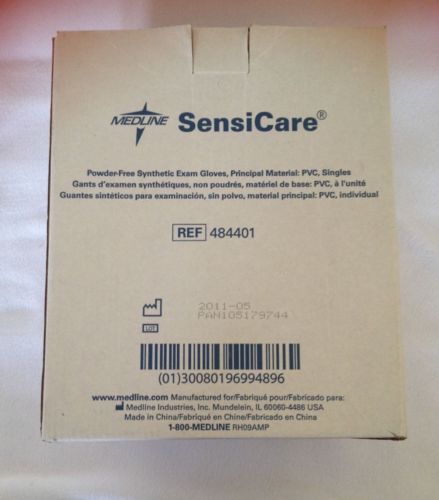 MEDLINE SensiCare®
Powder-Free Synthetic Exam Gloves, Principal Material: PVC, Singles
Gants d'examen synthétiques, non poudrés, matériel de base: PVC, à l'unité
Guantes sintéticos para examinación, sin polvo, material principal: PVC, individual
REF 484401
2011-05
LOT PAN105179744
(01)30080196994896
www.medline.com Manufactured for/Fabriqué pour/Fabricado para:
Medline Industries, Inc. Mundelein, IL 60060-4486 USA
Made in China/Fabriqué en Chine/Fabricado en China
1-800-MEDLINE RH09AMP